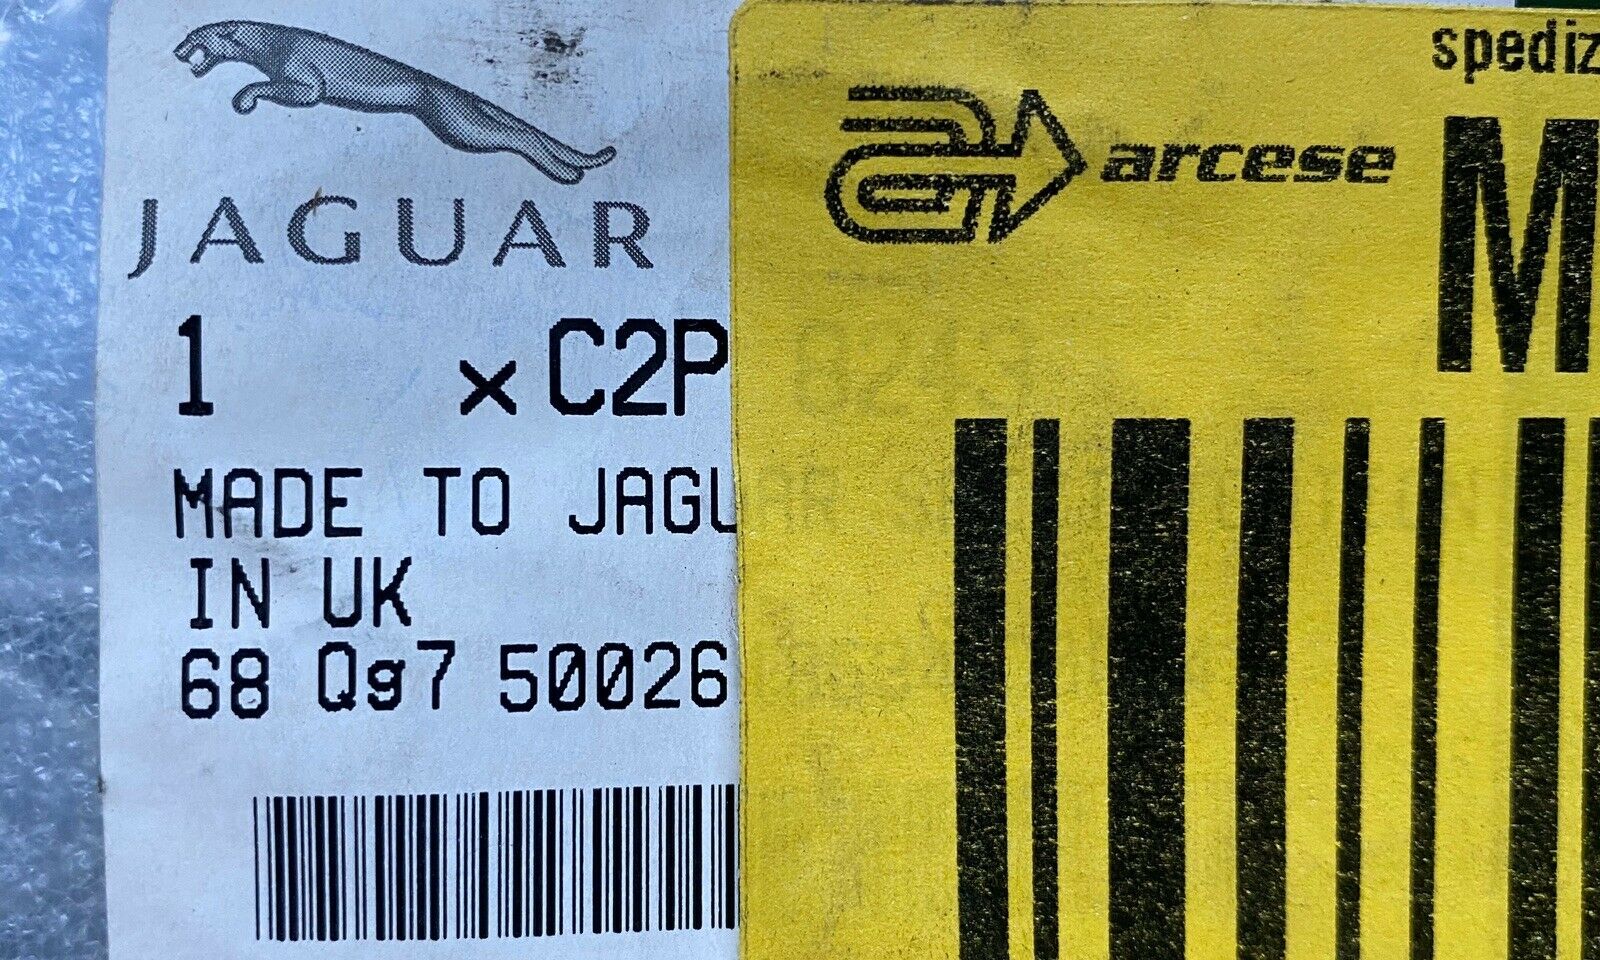 JAGUAR
1 x C2P
MADE TO JAGU
IN UK
68 Qg7 50026
spediz
arcese
M